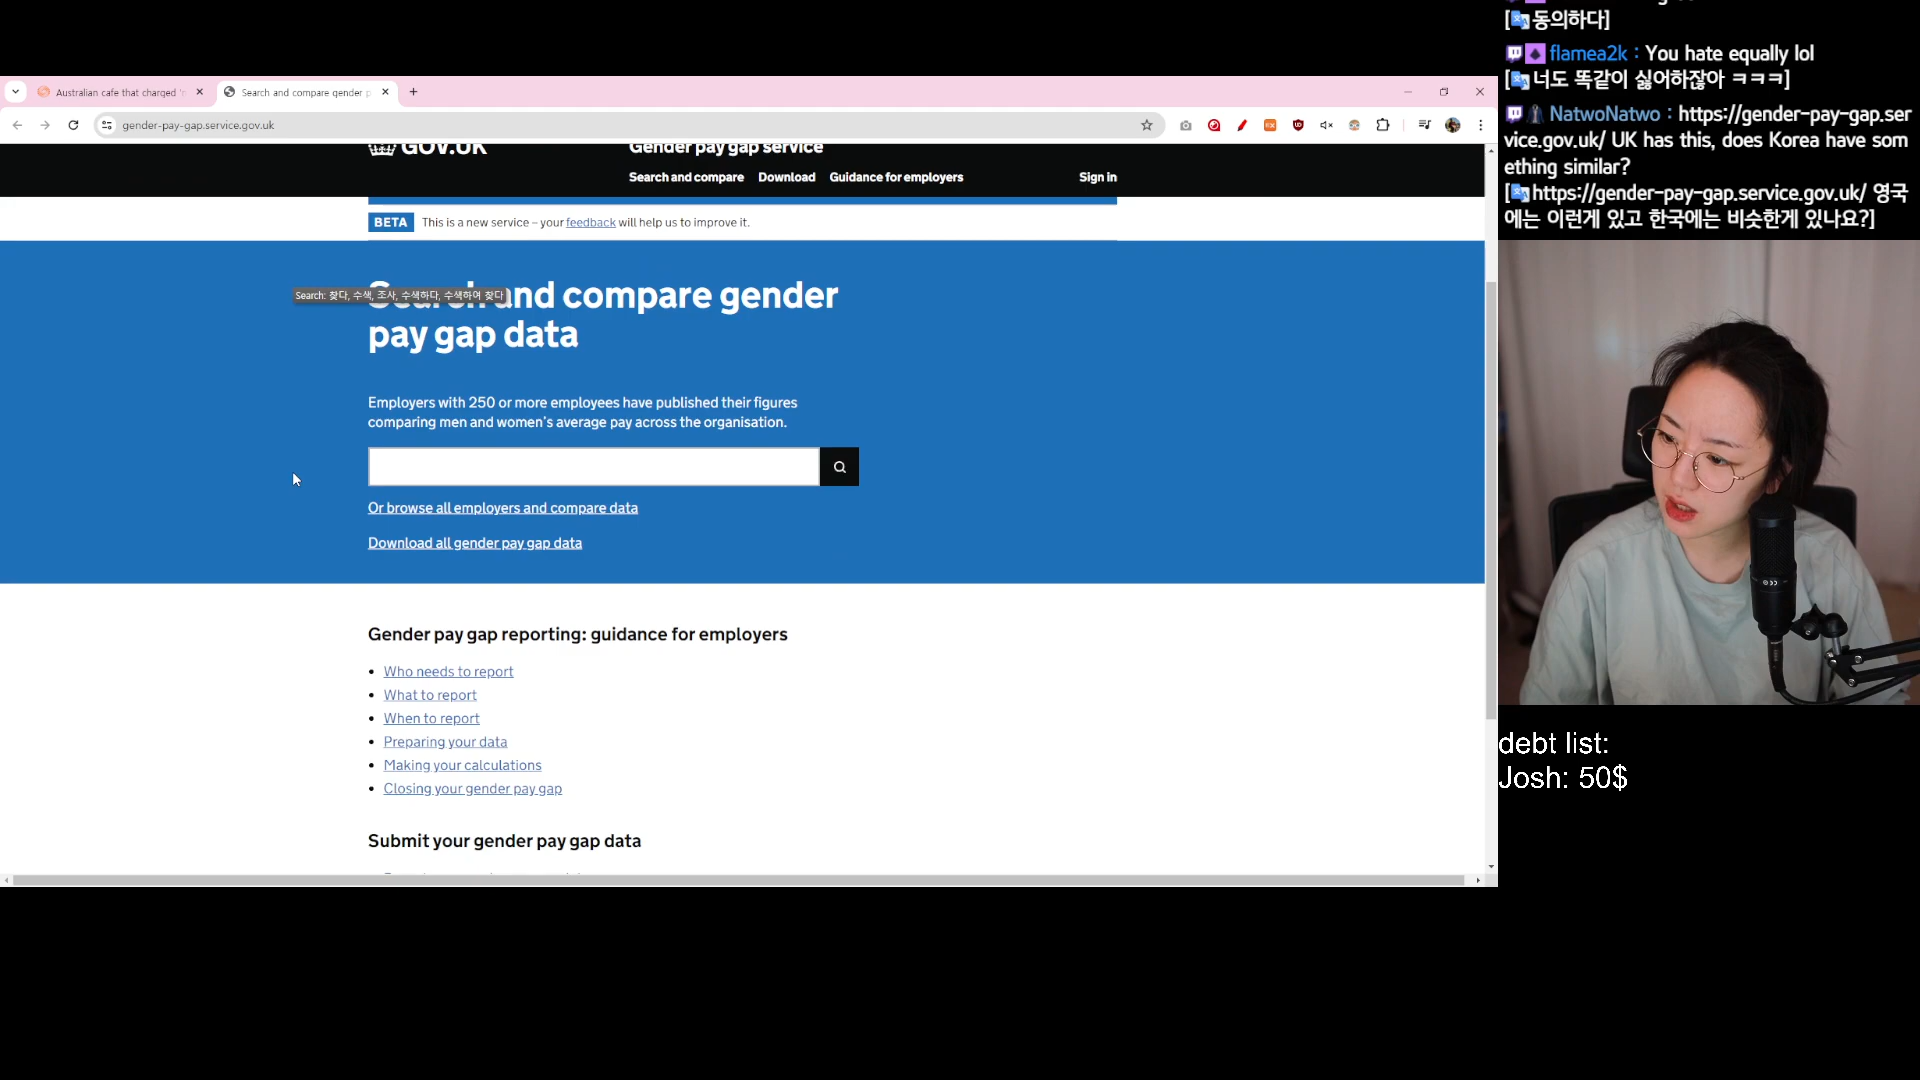 Australian cafe that charged
Search and compare gender p
gender-pay-gap.service.gov.uk
GOV.UK
Gender pay gap service
Search and compare
Download
Guidance for employers
Sign in
BETA
This is a new service – your feedback will help us to improve it.
Search: 찾다, 수색, 조사, 수색하다, 수색하여 찾다
Search and compare gender
pay gap data
Employers with 250 or more employees have published their figures
comparing men and women's average pay across the organisation.
Or browse all employers and compare data
Download all gender pay gap data
Gender pay gap reporting: guidance for employers
• Who needs to report
• What to report
• When to report
• Preparing your data
• Making your calculations
• Closing your gender pay gap
Submit your gender pay gap data
[동의하다]
flamea2k : You hate equally lol
[너도 똑같이 싫어하잖아 ㅋㅋㅋ]
NatwoNatwo : https://gender-pay-gap.ser
vice.gov.uk/ UK has this, does Korea have som
ething similar?
[https://gender-pay-gap.service.gov.uk/ 영국
에는 이런게 있고 한국에는 비슷한게 있나요?]
debt list:
Josh: 50$